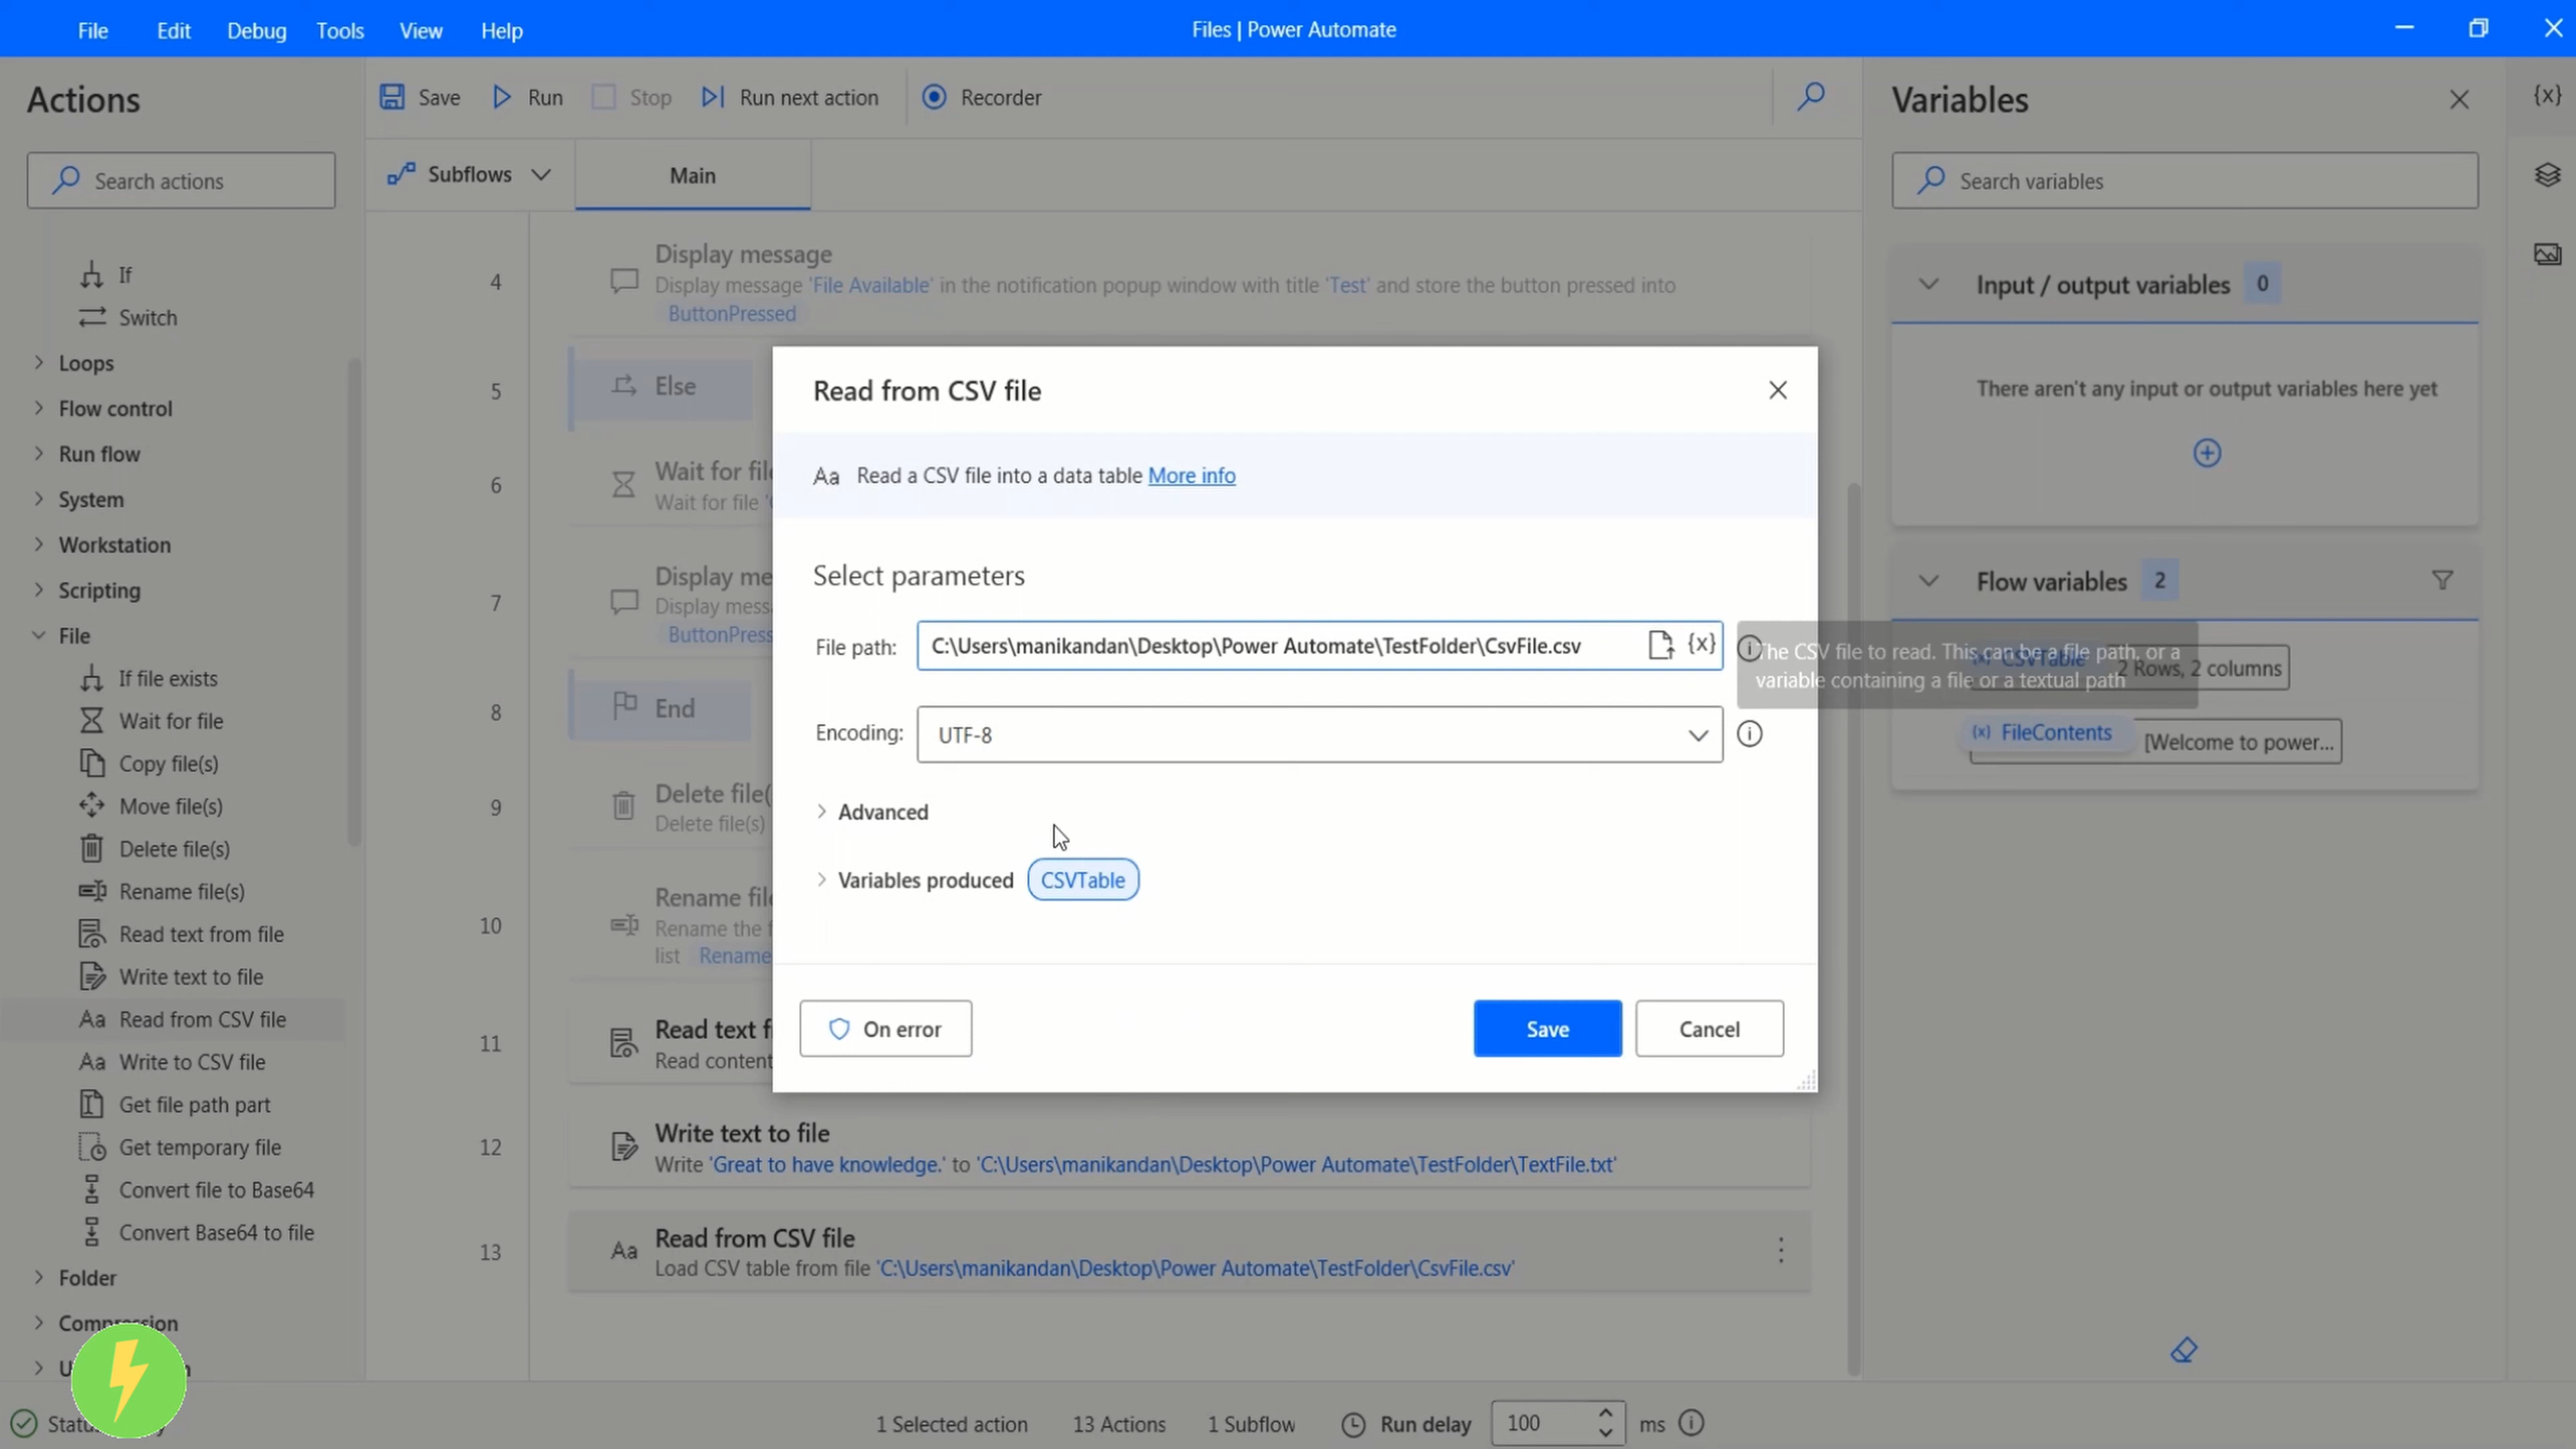 File Edit Debug Tools View Help
Files | Power Automate
Actions
Search actions
If
Switch
Loops
Flow control
Run flow
System
Workstation
Scripting
File
If file exists
Wait for file
Copy file(s)
Move file(s)
Delete file(s)
Rename file(s)
Read text from file
Write text to file
Aa Read from CSV file
Aa Write to CSV file
Get file path part
Get temporary file
Convert file to Base64
Convert Base64 to file
Folder
Compression
Save Run Stop Run next action Recorder
Subflows Main
4 Display message
Display message 'File Available' in the notification popup window with title 'Test' and store the button pressed into
ButtonPressed
5 Else
6 Wait for file
Wait for file
7 Display me
Display mess
ButtonPress
8 End
9 Delete file(
Delete file(s)
10 Rename file
Rename the f
list Rename
11 Read text f
Read content
12 Write text to file
Write 'Great to have knowledge.' to 'C:\Users\manikandan\Desktop\Power Automate\TestFolder\TextFile.txt'
13 Aa Read from CSV file
Load CSV table from file 'C:\Users\manikandan\Desktop\Power Automate\TestFolder\CsvFile.csv'
Read from CSV file
Aa Read a CSV file into a data table More info
Select parameters
File path: C:\Users\manikandan\Desktop\Power Automate\TestFolder\CsvFile.csv {x}
Encoding: UTF-8
Advanced
Variables produced CSVTable
On error Save Cancel
Variables
{x}
Search variables
Input / output variables 0
There aren't any input or output variables here yet
Flow variables 2
The CSV file to read. This can be a file path, or a
variable containing a file or a textual path
(x) CSVTable 2 Rows, 2 columns
(x) FileContents [Welcome to power...
1 Selected action 13 Actions 1 Subflow Run delay 100 ms